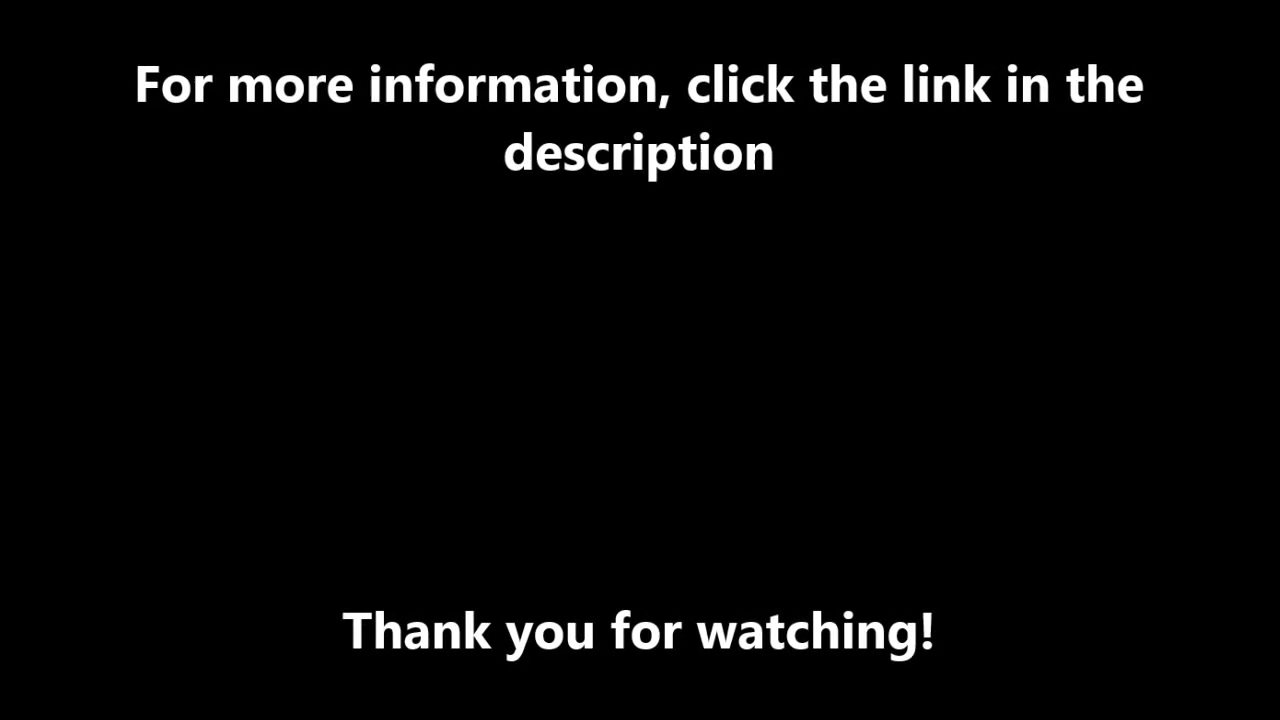 For more information, click the link in the
description
Thank you for watching!